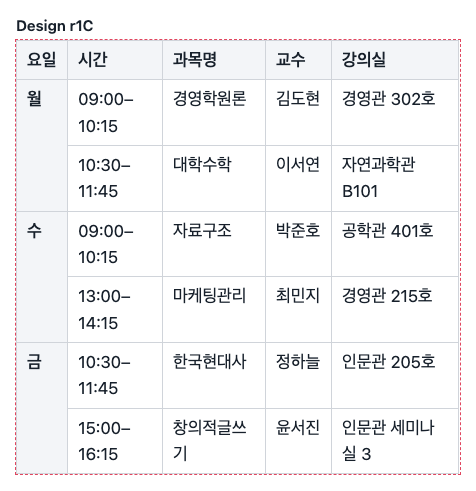 Design r1C
요일 시간 과목명 교수 강의실
월 09:00– 경영학원론 김도현 경영관 302호
10:15
10:30– 대학수학 이서연 자연과학관
11:45 B101
수 09:00– 자료구조 박준호 공학관 401호
10:15
13:00– 마케팅관리 최민지 경영관 215호
14:15
금 10:30– 한국현대사 정하늘 인문관 205호
11:45
15:00– 창의적글쓰 윤서진 인문관 세미나
16:15 기 실 3